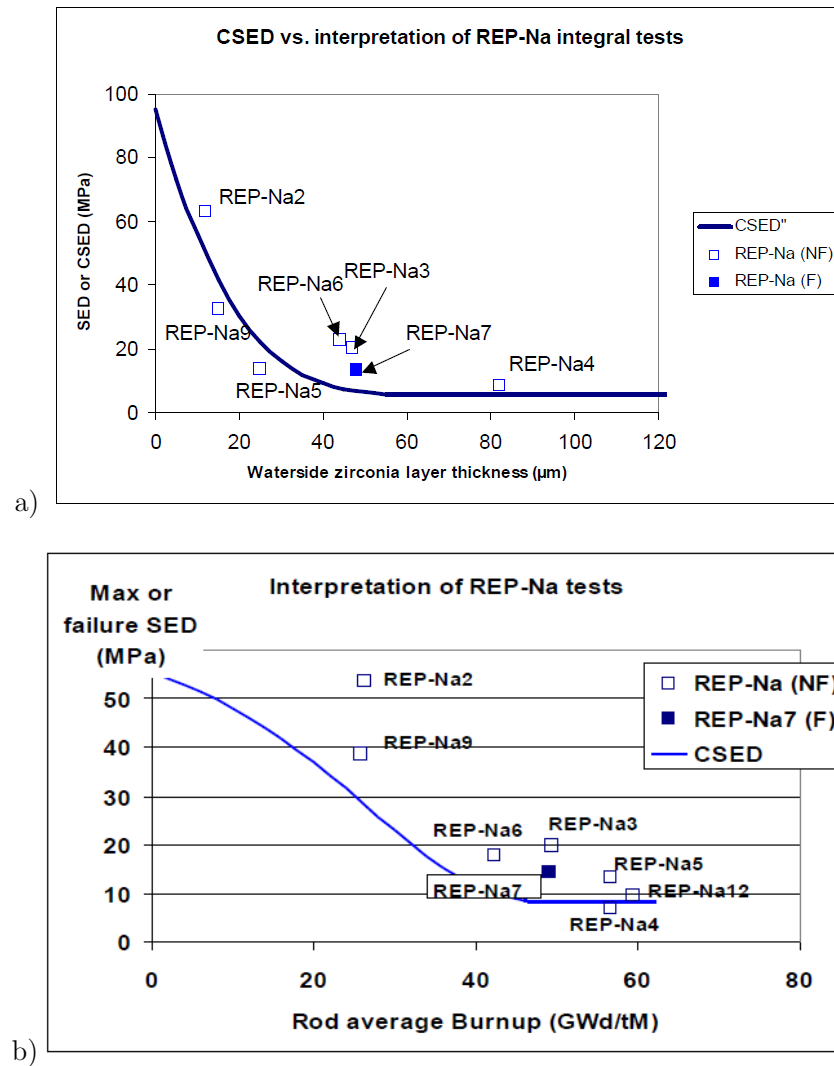 CSED vs. interpretation of REP-Na integral tests
100
80
60
40
20
0
SED or CSED (MPa)
REP-Na2
REP-Na3
REP-Na6
REP-Na9
REP-Na7
REP-Na5
REP-Na4
0 20 40 60 80 100 120
Waterside zirconia layer thickness (µm)
CSED"
REP-Na (NF)
REP-Na (F)
a)
Interpretation of REP-Na tests
Max or
failure SED
(MPa)
50
40
30
20
10
0
REP-Na2
REP-Na9
REP-Na6
REP-Na3
REP-Na5
REP-Na7
REP-Na12
REP-Na4
REP-Na (NF)
REP-Na7 (F)
CSED
0 20 40 60 80
Rod average Burnup (GWd/tM)
b)